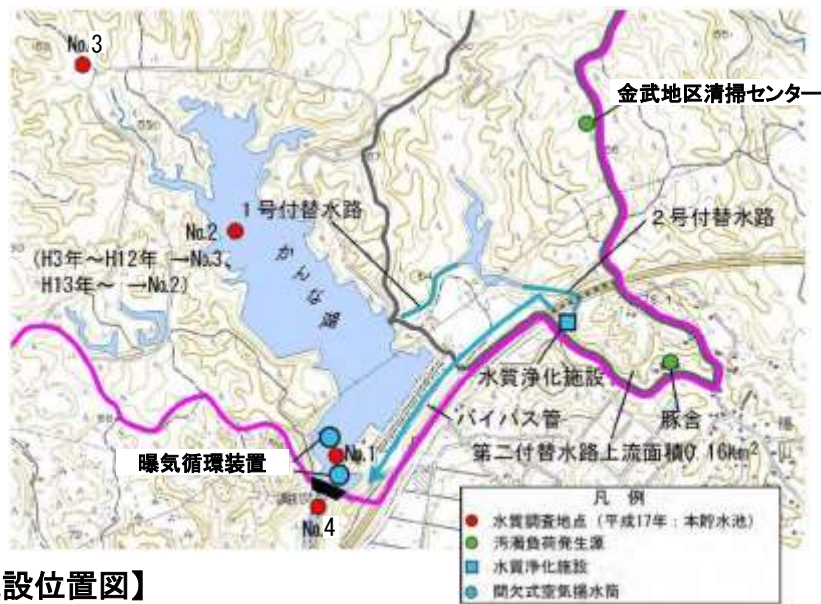 No.3
金武地区清掃センター
1号付替水路
2号付替水路
No.2
(H3年～H12年 →No.3、
H13年～ →No.2)
かんな湖
水質浄化施設
バイパス管
豚舎
第二付替水路上流面積0.16km²
曝気循環装置
No.1
No.4
凡例
水質調査地点（平成17年：本貯水池）
汚濁負荷発生源
水質浄化施設
間欠式空気揚水筒
設位置図】